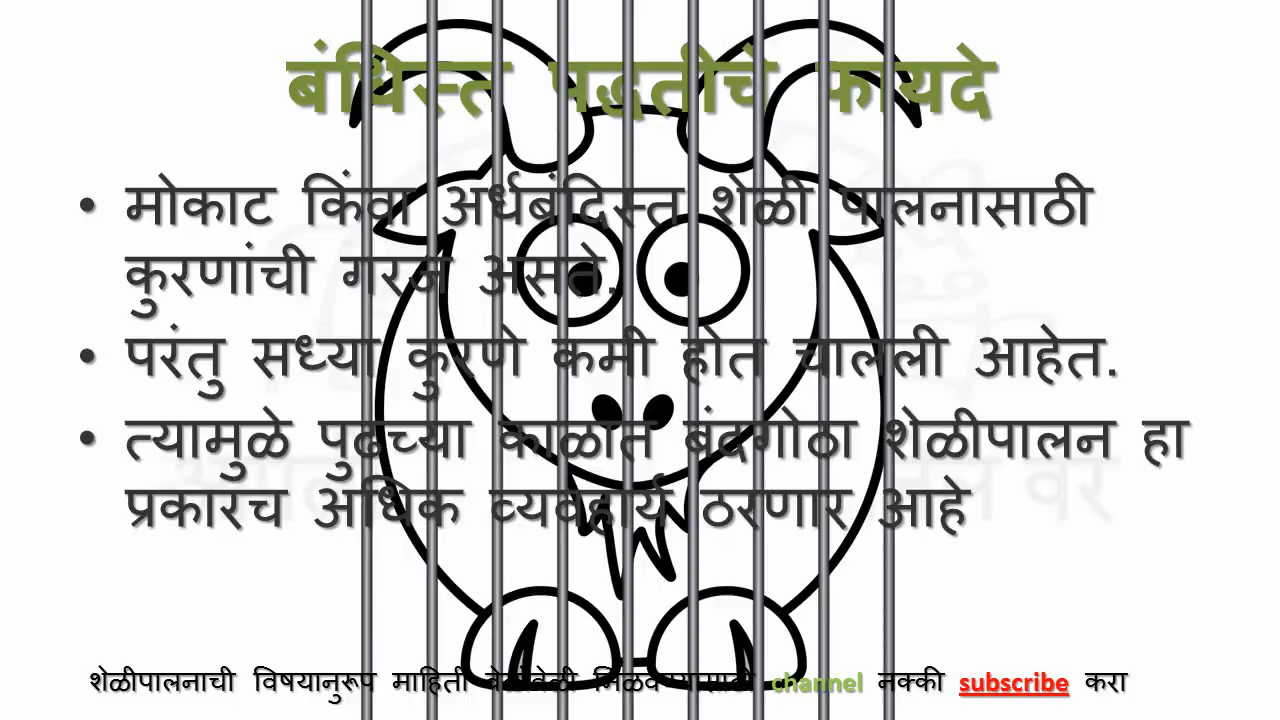 बंधिस्त पद्धतीचे फायदे
• मोकाट किंवा अर्धबंदिस्त शेळी पालनासाठी
कुरणांची गरज असते.
• परंतु सध्या कुरणे कमी होत चालली आहेत.
• त्यामुळे पुढच्या काळात बंदगोठा शेळीपालन हा
प्रकारच अधिक व्यवहार्य ठरणार आहे
शेळीपालनाची विषयानुरूप माहिती वेळोवेळी मिळवण्यासाठी channel नक्की subscribe करा